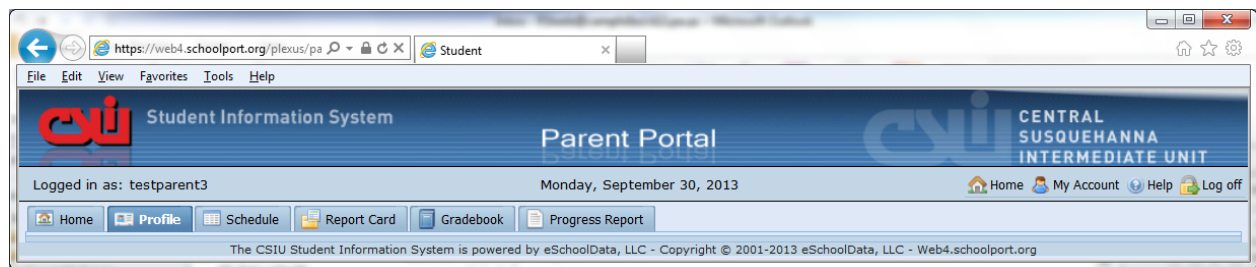 https://web4.schoolport.org/plexus/pa
Student
File Edit View Favorites Tools Help
CSIU
Student Information System
Parent Portal
CSIU
CENTRAL
SUSQUEHANNA
INTERMEDIATE UNIT
Logged in as: testparent3
Monday, September 30, 2013
Home My Account Help Log off
Home Profile Schedule Report Card Gradebook Progress Report
The CSIU Student Information System is powered by eSchoolData, LLC - Copyright © 2001-2013 eSchoolData, LLC - Web4.schoolport.org